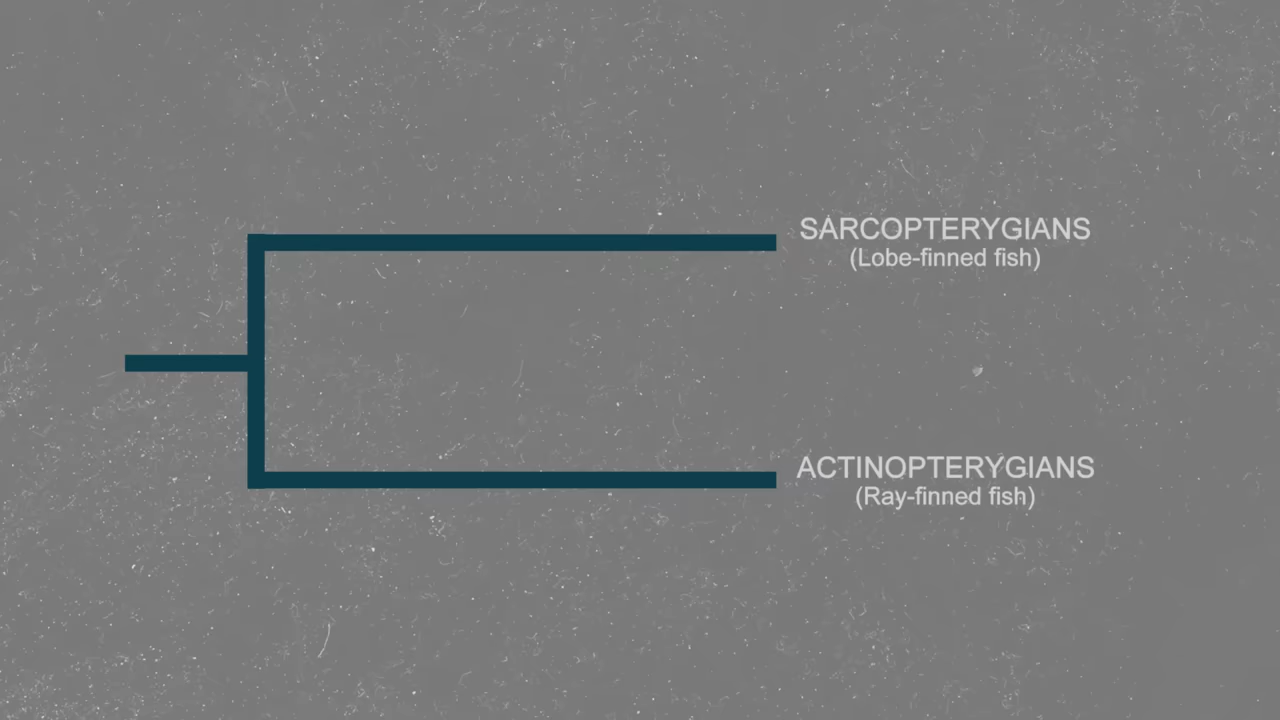 SARCOPTERYGIANS
(Lobe-finned fish)
ACTINOPTERYGIANS
(Ray-finned fish)